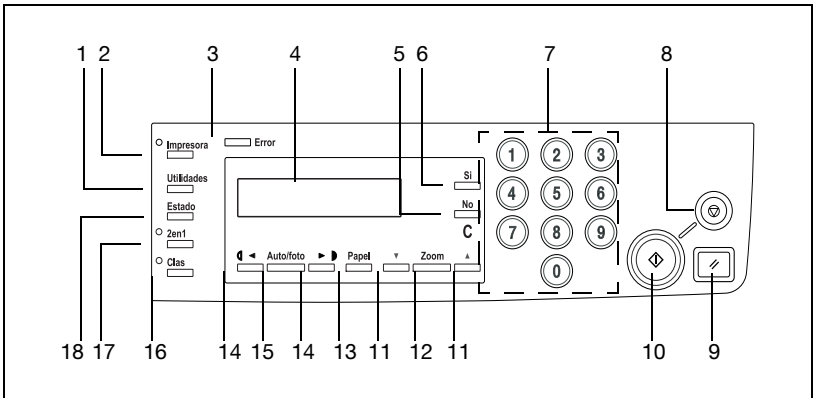 1 2 3 4 5 6 7 8
Impresora Error 1 2 3
Utilidades Si
Estado No 4 5 6
2en1 C 7 8 9
Clas Auto/foto Papel Zoom 0
18 17 16 14 15 14 13 11 12 11 10 9